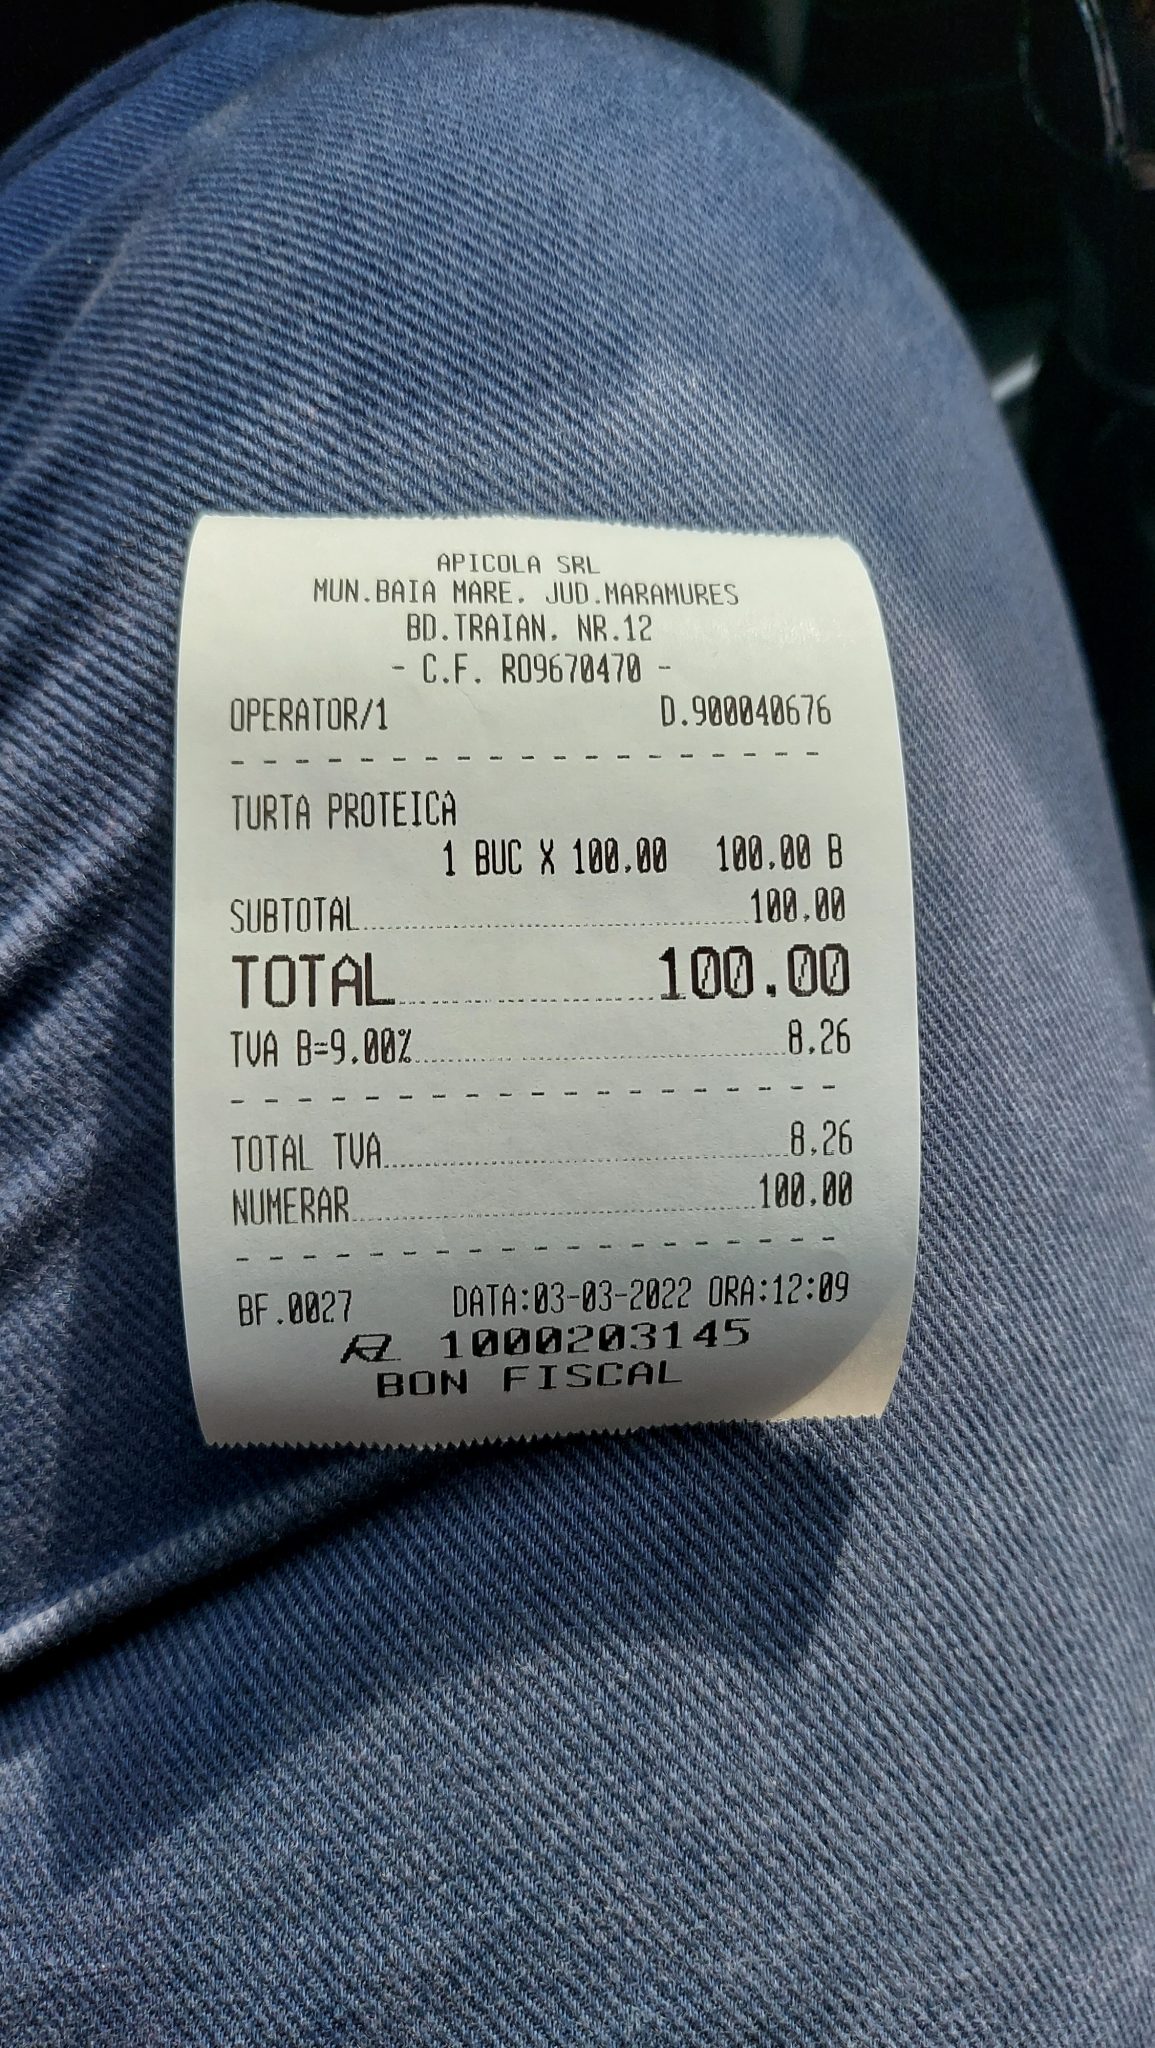 APICOLA SRL
MUN.BAIA MARE. JUD.MARAMURES
BD.TRAIAN. NR.12
- C.F. RO9670470 -
OPERATOR/1 D.900040676
TURTA PROTEICA
1 BUC X 100.00 100.00 B
SUBTOTAL 100.00
TOTAL 100.00
TVA B=9.00% 8.26
TOTAL TVA 8.26
NUMERAR 100.00
BF.0027 DATA:03-03-2022 ORA:12:09
1000203145
BON FISCAL